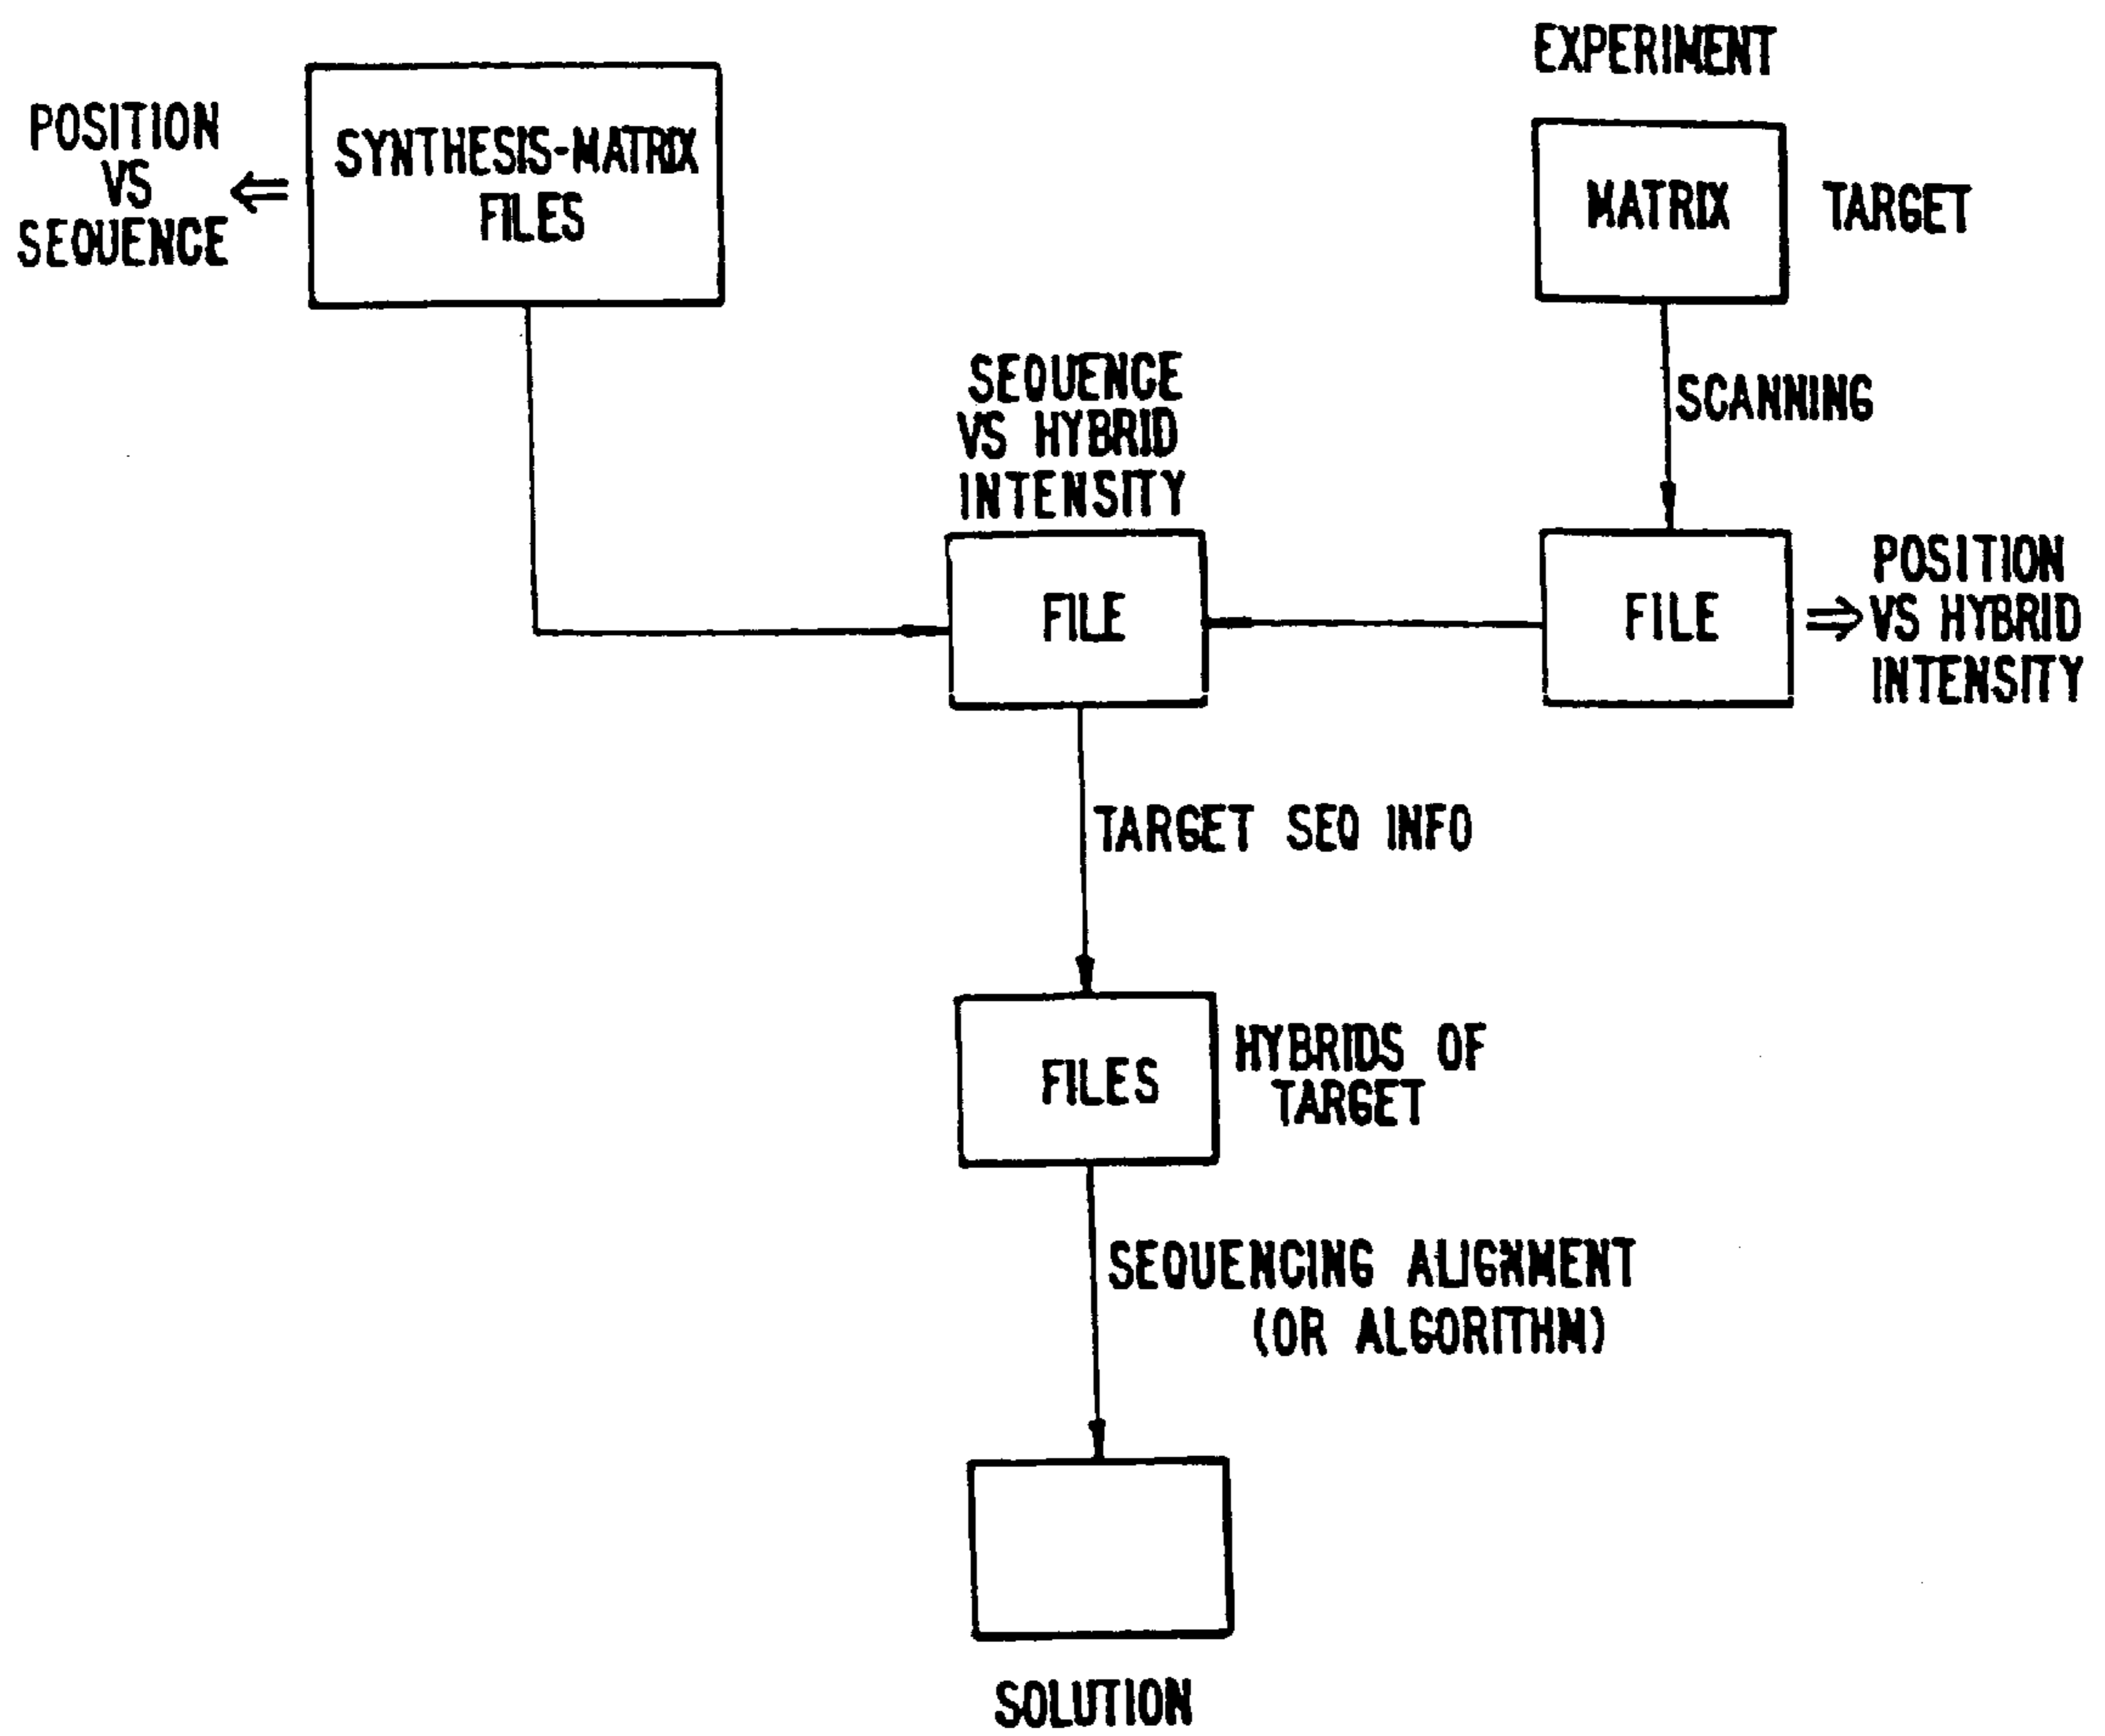 EXPERIMENT
POSITION
VS
SEQUENCE
SYNTHESIS-MATRIX
FILES
MATRIX
TARGET
SCANNING
SEQUENCE
VS HYBRID
INTENSITY
FILE
FILE
POSITION
VS HYBRID
INTENSITY
TARGET SEQ INFO
FILES
HYBRIDS OF
TARGET
SEQUENCING ALIGNMENT
(OR ALGORITHM)
SOLUTION